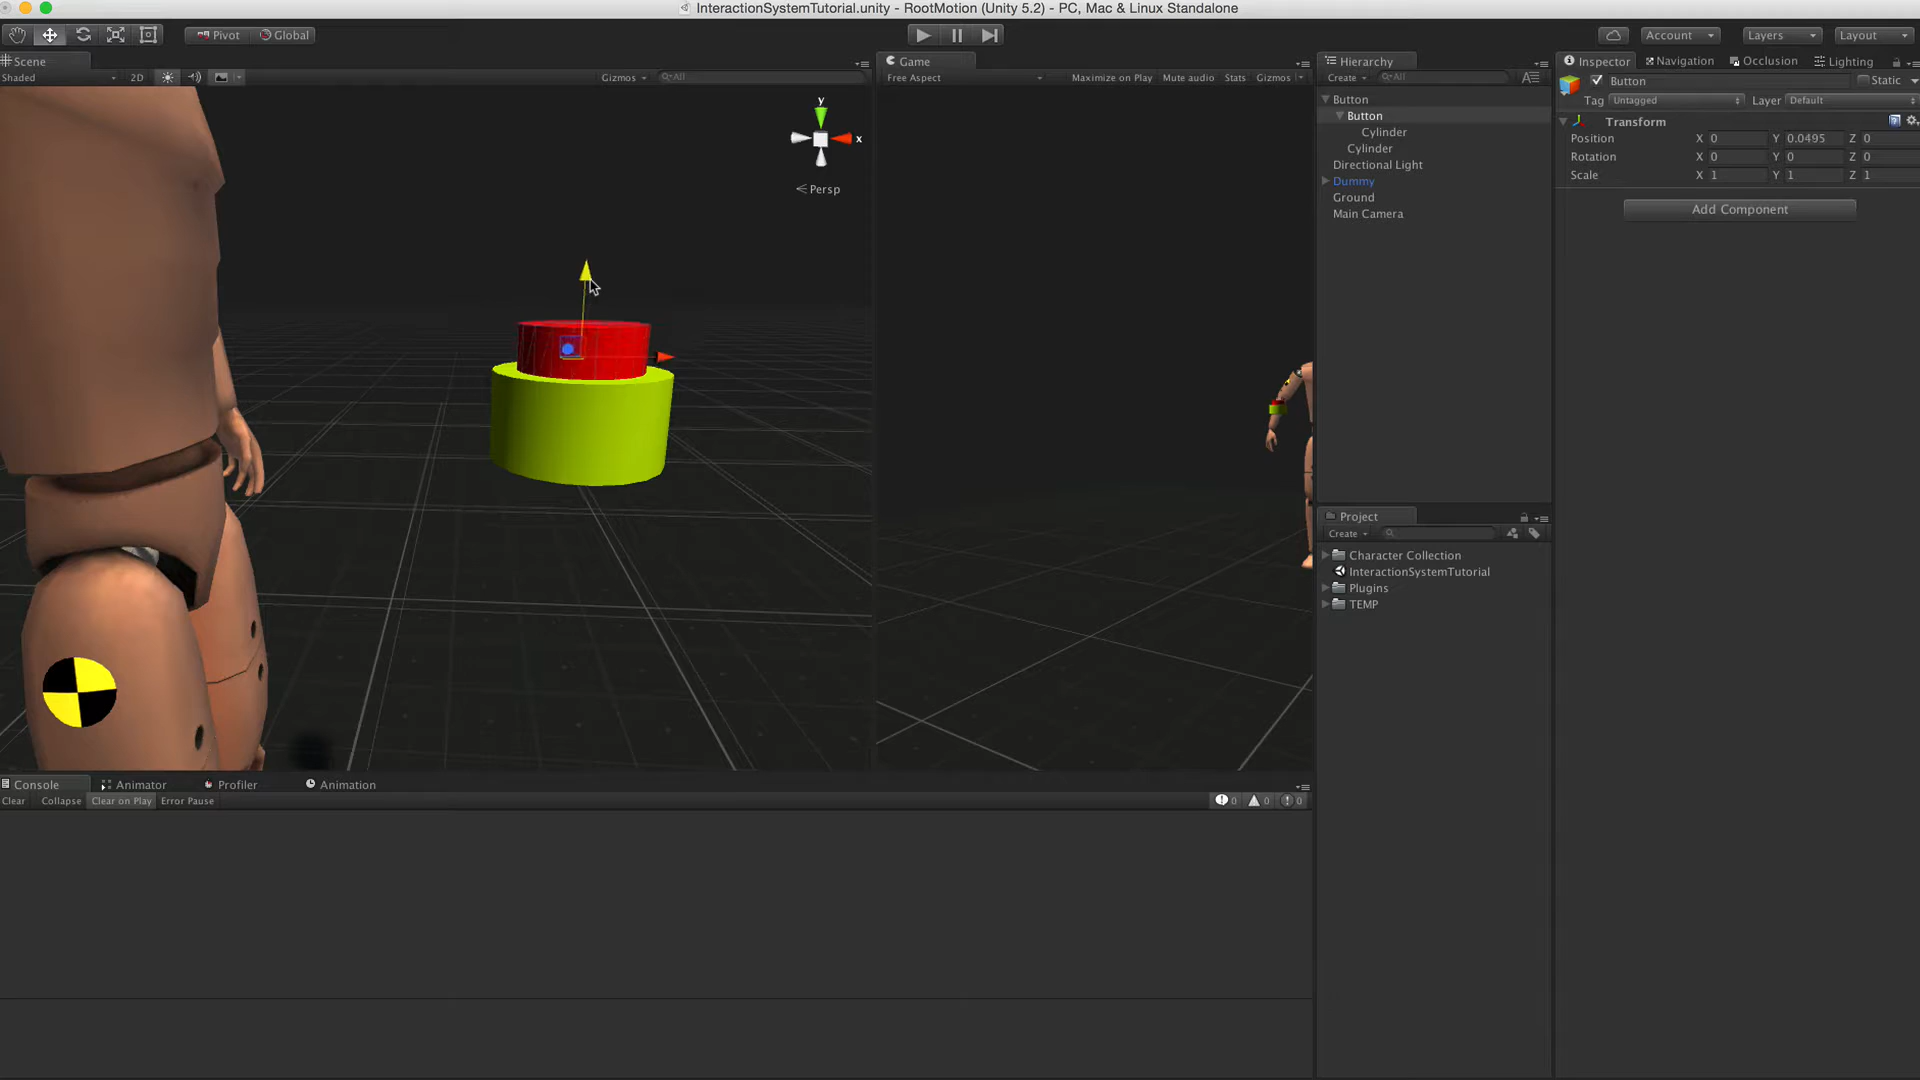 InteractionSystemTutorial.unity - RootMotion (Unity 5.2) - PC, Mac & Linux Standalone
Pivot Global Account Layers Layout
Scene
Shaded 2D Gizmos All
y
x
Persp
Game
Free Aspect Maximize on Play Mute audio Stats Gizmos
Hierarchy
Create All
Button
Button
Cylinder
Cylinder
Directional Light
Dummy
Ground
Main Camera
Project
Create
Character Collection
InteractionSystemTutorial
Plugins
TEMP
Inspector Navigation Occlusion Lighting
Button Static
Tag Untagged Layer Default
Transform
Position X 0 Y 0.0495 Z 0
Rotation X 0 Y 0 Z 0
Scale X 1 Y 1 Z 1
Add Component
Console Animator Profiler Animation
Clear Collapse Clear on Play Error Pause 0 0 0